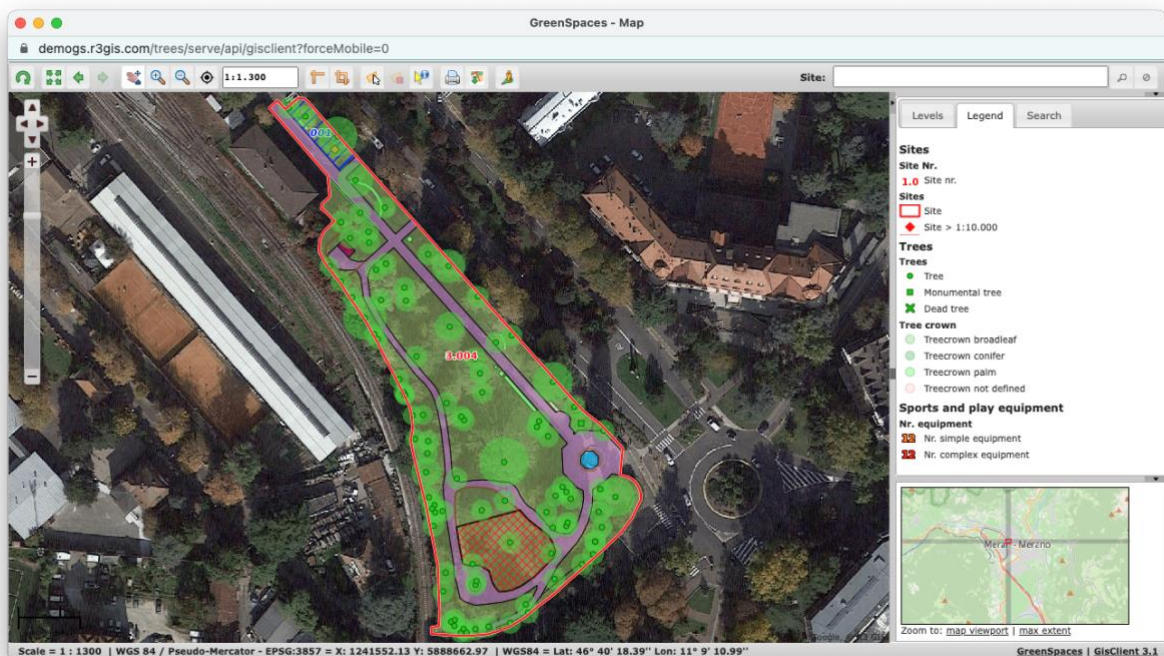 GreenSpaces - Map
demogs.r3gis.com/trees/serve/api/gisclient?forceMobile=0
1:1.300
Site:
Levels
Legend
Search
Sites
Site Nr.
1.0 Site nr.
Sites
Site
Site > 1:10.000
Trees
Trees
Tree
Monumental tree
Dead tree
Tree crown
Treecrown broadleaf
Treecrown conifer
Treecrown palm
Treecrown not defined
Sports and play equipment
Nr. equipment
12 Nr. simple equipment
12 Nr. complex equipment
001
3.004
Meran - Merano
Zoom to: map viewport | max extent
Scale = 1 : 1300 | WGS 84 / Pseudo-Mercator - EPSG:3857 = X: 1241552.13 Y: 5888662.97 | WGS84 = Lat: 46° 40' 18.39'' Lon: 11° 9' 10.99''
GreenSpaces | GisClient 3.1